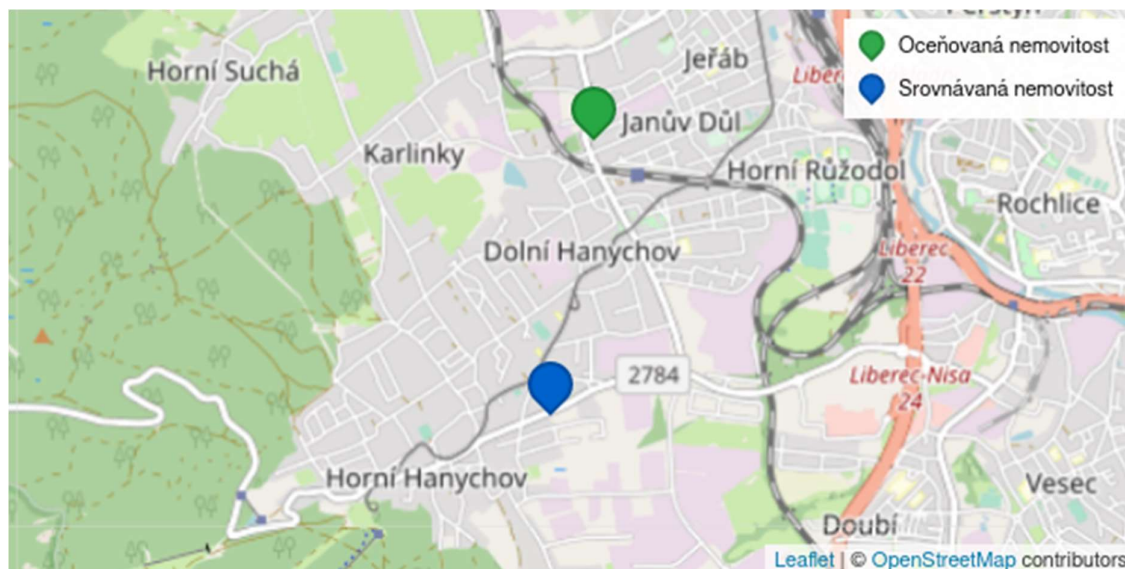 Perštýn
Horní Suchá
Jeřáb
Oceňovaná nemovitost
Srovnávaná nemovitost
Janův Důl
Karlinky
Horní Růžodol
Rochlice
Dolní Hanychov
Liberec
22
2784
Liberec-Nisa
24
Horní Hanychov
Vesec
Doubí
Leaflet | © OpenStreetMap contributors